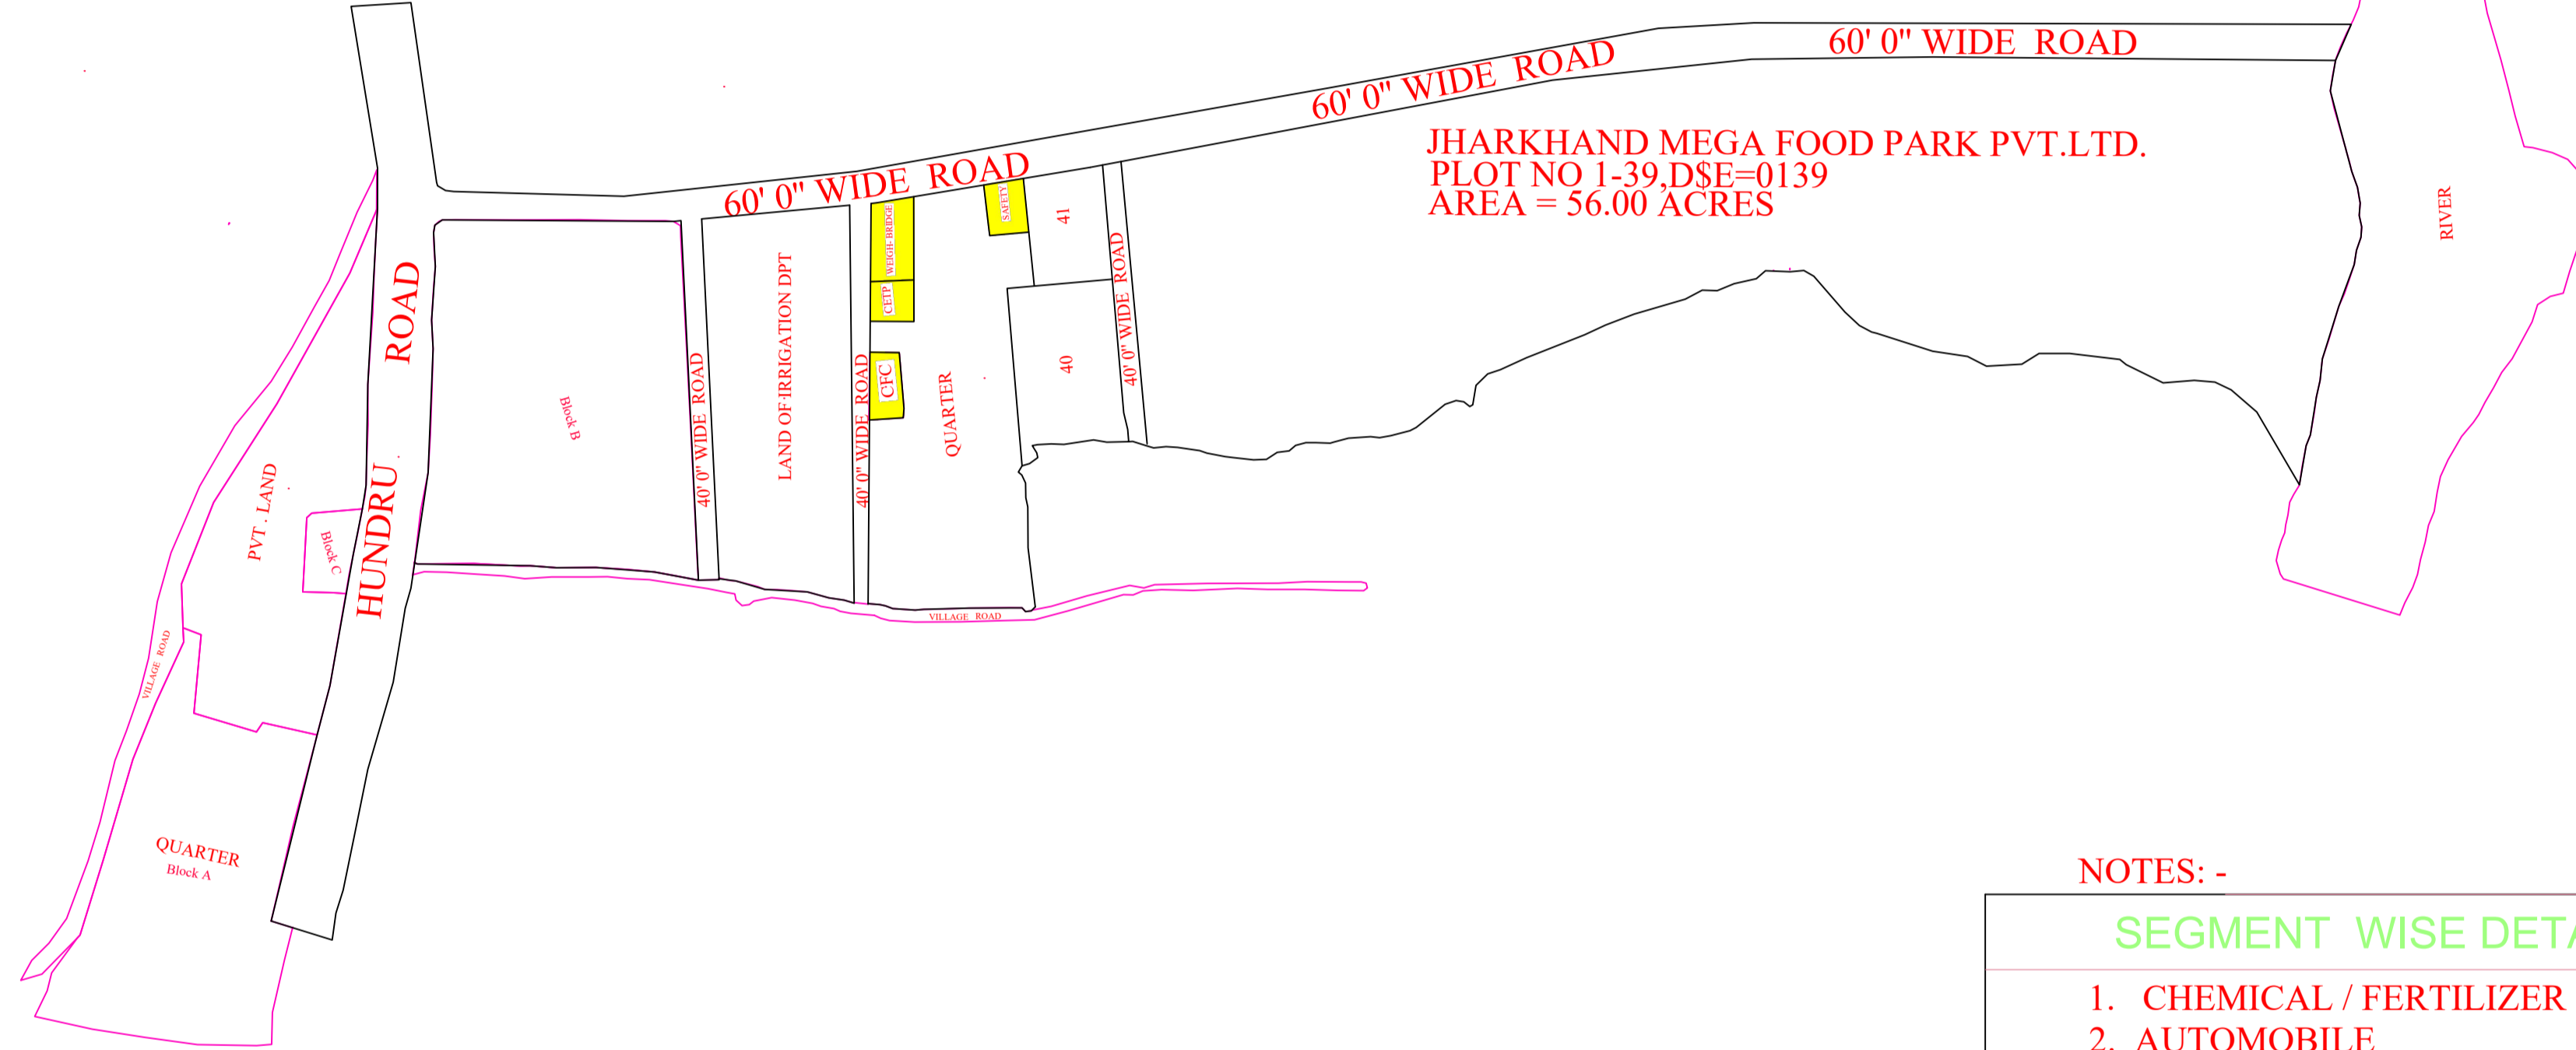 60' 0" WIDE  ROAD
60' 0" WIDE  ROAD
60' 0" WIDE  ROAD
JHARKHAND MEGA FOOD PARK PVT.LTD.
PLOT NO 1-39,D$E=0139
AREA = 56.00 ACRES
RIVER
SAFETY
41
WEIGH-BRIDGE
CETP
CFC
40
QUARTER
40' 0" WIDE  ROAD
40' 0" WIDE  ROAD
40' 0" WIDE  ROAD
LAND OF IRRIGATION DPT
Block B
HUNDRU ROAD
PVT . LAND
Block C
VILLAGE  ROAD
VILLAGE  ROAD
QUARTER
Block A
NOTES: -
SEGMENT  WISE DETA
1.  CHEMICAL / FERTILIZER
2.  AUTOMOBILE